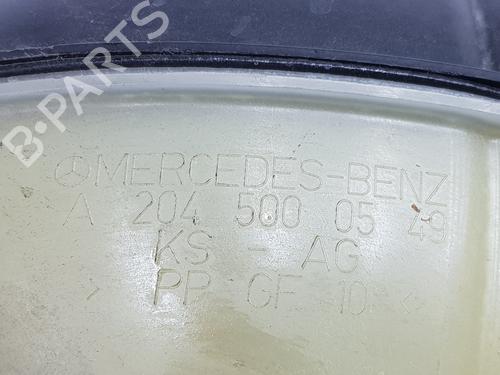 B-PARTS
MERCEDES-BENZ
A 204 500 05 49
KS - AG
> PP GF 10 <